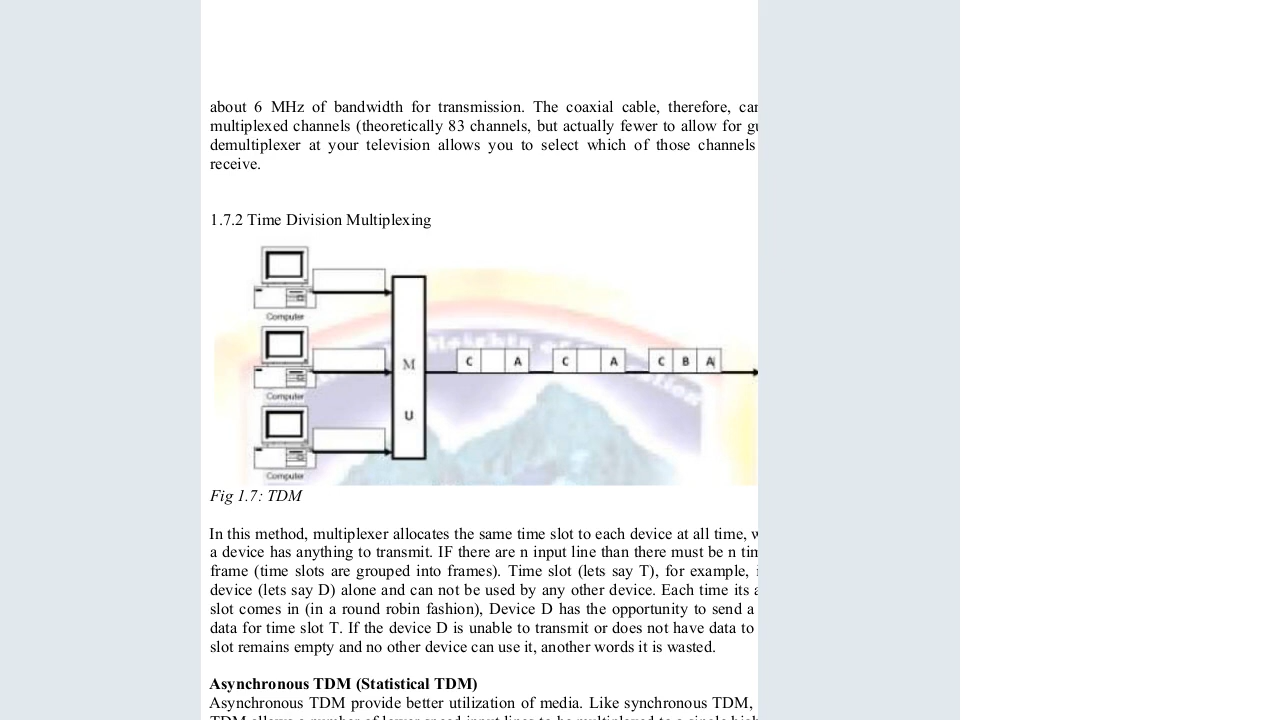 about 6 MHz of bandwidth for transmission. The coaxial cable, therefore,
multiplexed channels (theoretically 83 channels, but actually fewer to allow for
demultiplexer at your television allows you to select which of those channels
receive.
1.7.2 Time Division Multiplexing
Computer
Computer
Computer
M
U
C A C A C B A
Fig 1.7: TDM
In this method, multiplexer allocates the same time slot to each device at all time,
a device has anything to transmit. IF there are n input line than there must be n
frame (time slots are grouped into frames). Time slot (lets say T), for example,
device (lets say D) alone and can not be used by any other device. Each time its
slot comes in (in a round robin fashion), Device D has the opportunity to send a
data for time slot T. If the device D is unable to transmit or does not have data to
slot remains empty and no other device can use it, another words it is wasted.
Asynchronous TDM (Statistical TDM)
Asynchronous TDM provide better utilization of media. Like synchronous TDM,